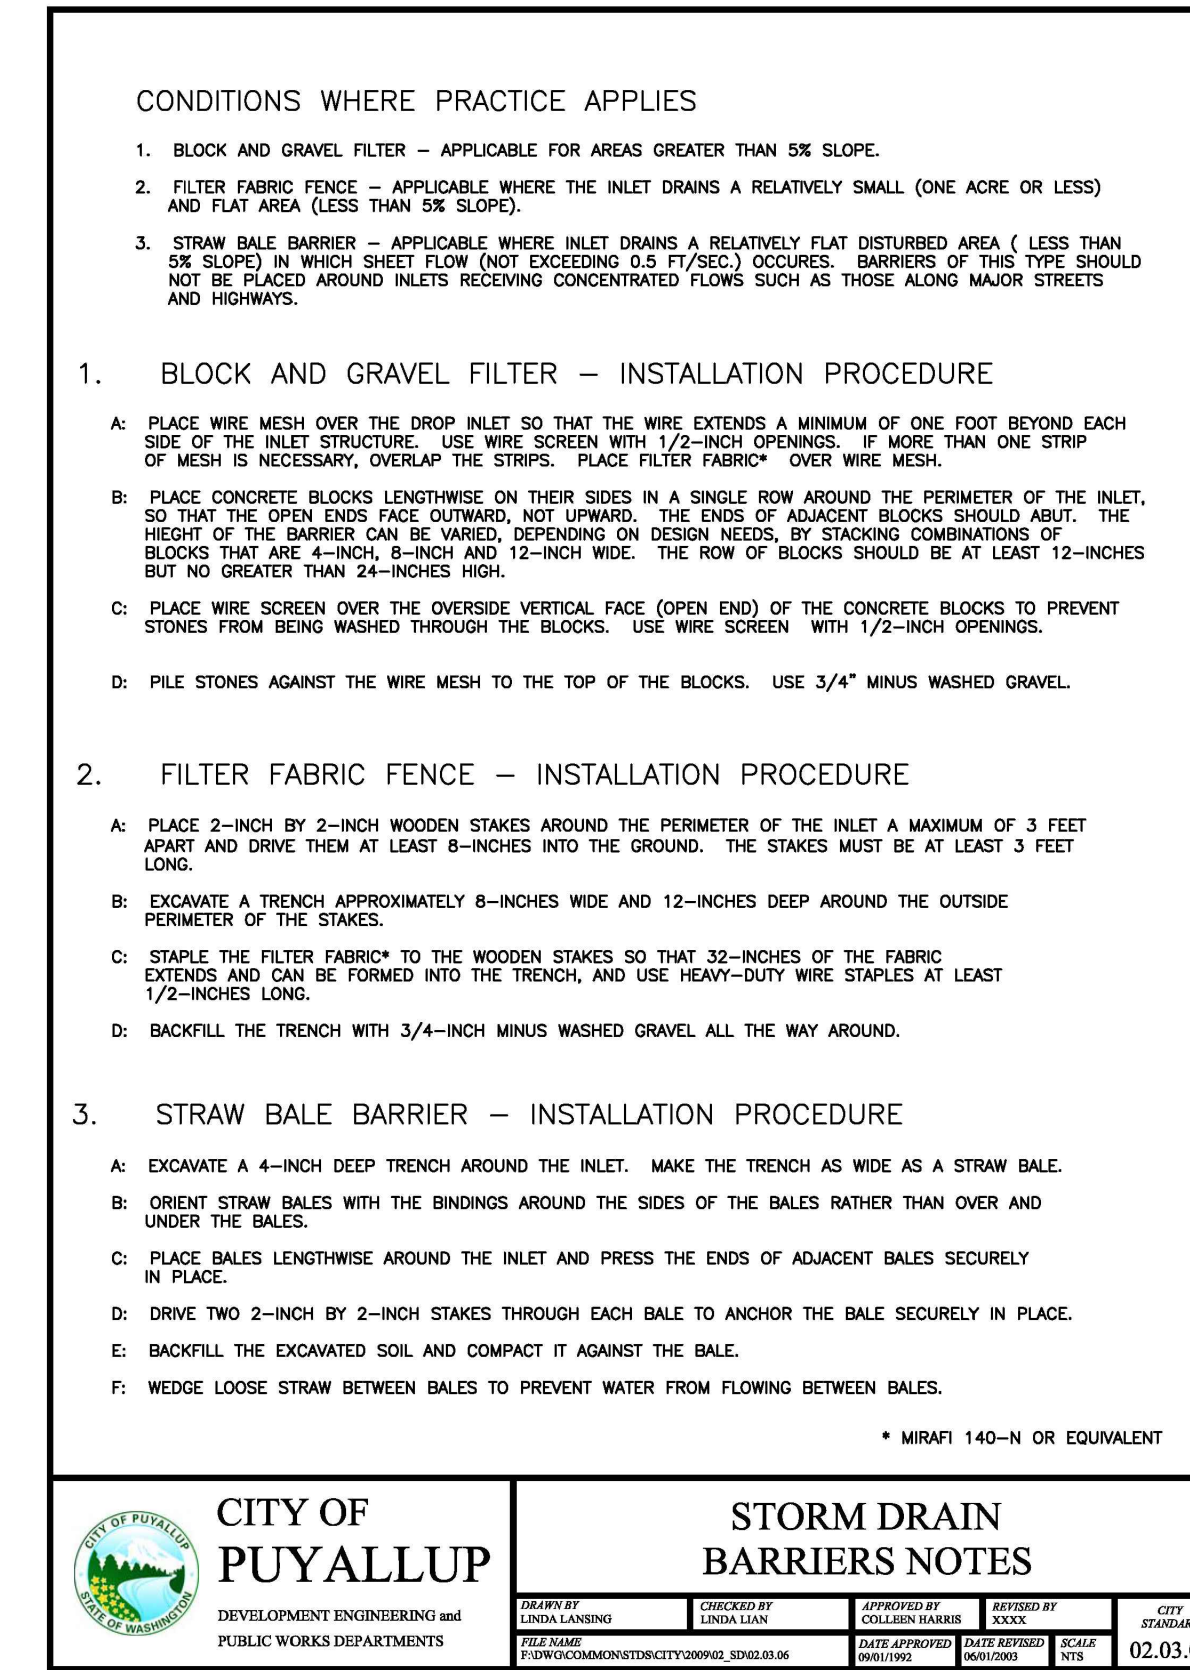 CONDITIONS WHERE PRACTICE APPLIES
1. BLOCK AND GRAVEL FILTER – APPLICABLE FOR AREAS GREATER THAN 5% SLOPE.
2. FILTER FABRIC FENCE – APPLICABLE WHERE THE INLET DRAINS A RELATIVELY SMALL (ONE ACRE OR LESS)
AND FLAT AREA (LESS THAN 5% SLOPE).
3. STRAW BALE BARRIER – APPLICABLE WHERE INLET DRAINS A RELATIVELY FLAT DISTURBED AREA ( LESS THAN
5% SLOPE) IN WHICH SHEET FLOW (NOT EXCEEDING 0.5 FT/SEC.) OCCURES. BARRIERS OF THIS TYPE SHOULD
NOT BE PLACED AROUND INLETS RECEIVING CONCENTRATED FLOWS SUCH AS THOSE ALONG MAJOR STREETS
AND HIGHWAYS.
1. BLOCK AND GRAVEL FILTER – INSTALLATION PROCEDURE
A: PLACE WIRE MESH OVER THE DROP INLET SO THAT THE WIRE EXTENDS A MINIMUM OF ONE FOOT BEYOND EACH
SIDE OF THE INLET STRUCTURE. USE WIRE SCREEN WITH 1/2–INCH OPENINGS. IF MORE THAN ONE STRIP
OF MESH IS NECESSARY, OVERLAP THE STRIPS. PLACE FILTER FABRIC* OVER WIRE MESH.
B: PLACE CONCRETE BLOCKS LENGTHWISE ON THEIR SIDES IN A SINGLE ROW AROUND THE PERIMETER OF THE INLET,
SO THAT THE OPEN ENDS FACE OUTWARD, NOT UPWARD. THE ENDS OF ADJACENT BLOCKS SHOULD ABUT. THE
HIEGHT OF THE BARRIER CAN BE VARIED, DEPENDING ON DESIGN NEEDS, BY STACKING COMBINATIONS OF
BLOCKS THAT ARE 4–INCH, 8–INCH AND 12–INCH WIDE. THE ROW OF BLOCKS SHOULD BE AT LEAST 12–INCHES
BUT NO GREATER THAN 24–INCHES HIGH.
C: PLACE WIRE SCREEN OVER THE OVERSIDE VERTICAL FACE (OPEN END) OF THE CONCRETE BLOCKS TO PREVENT
STONES FROM BEING WASHED THROUGH THE BLOCKS. USE WIRE SCREEN WITH 1/2–INCH OPENINGS.
D: PILE STONES AGAINST THE WIRE MESH TO THE TOP OF THE BLOCKS. USE 3/4" MINUS WASHED GRAVEL.
2. FILTER FABRIC FENCE – INSTALLATION PROCEDURE
A: PLACE 2–INCH BY 2–INCH WOODEN STAKES AROUND THE PERIMETER OF THE INLET A MAXIMUM OF 3 FEET
APART AND DRIVE THEM AT LEAST 8–INCHES INTO THE GROUND. THE STAKES MUST BE AT LEAST 3 FEET
LONG.
B: EXCAVATE A TRENCH APPROXIMATELY 8–INCHES WIDE AND 12–INCHES DEEP AROUND THE OUTSIDE
PERIMETER OF THE STAKES.
C: STAPLE THE FILTER FABRIC* TO THE WOODEN STAKES SO THAT 32–INCHES OF THE FABRIC
EXTENDS AND CAN BE FORMED INTO THE TRENCH, AND USE HEAVY–DUTY WIRE STAPLES AT LEAST
1/2–INCHES LONG.
D: BACKFILL THE TRENCH WITH 3/4–INCH MINUS WASHED GRAVEL ALL THE WAY AROUND.
3. STRAW BALE BARRIER – INSTALLATION PROCEDURE
A: EXCAVATE A 4–INCH DEEP TRENCH AROUND THE INLET. MAKE THE TRENCH AS WIDE AS A STRAW BALE.
B: ORIENT STRAW BALES WITH THE BINDINGS AROUND THE SIDES OF THE BALES RATHER THAN OVER AND
UNDER THE BALES.
C: PLACE BALES LENGTHWISE AROUND THE INLET AND PRESS THE ENDS OF ADJACENT BALES SECURELY
IN PLACE.
D: DRIVE TWO 2–INCH BY 2–INCH STAKES THROUGH EACH BALE TO ANCHOR THE BALE SECURELY IN PLACE.
E: BACKFILL THE EXCAVATED SOIL AND COMPACT IT AGAINST THE BALE.
F: WEDGE LOOSE STRAW BETWEEN BALES TO PREVENT WATER FROM FLOWING BETWEEN BALES.
* MIRAFI 140–N OR EQUIVALENT
CITY OF PUYALLUP
STATE OF WASHINGTON
CITY OF
PUYALLUP
DEVELOPMENT ENGINEERING and
PUBLIC WORKS DEPARTMENTS
STORM DRAIN
BARRIERS NOTES
DRAWN BY
LINDA LANSING
CHECKED BY
LINDA LIAN
APPROVED BY
COLLEEN HARRIS
REVISED BY
XXXX
FILE NAME
F:\DWG\COMMON\STDS\CITY\2009\02_SD\02.03.06
DATE APPROVED
09/01/1992
DATE REVISED
06/01/2003
SCALE
NTS
CITY
02.03.